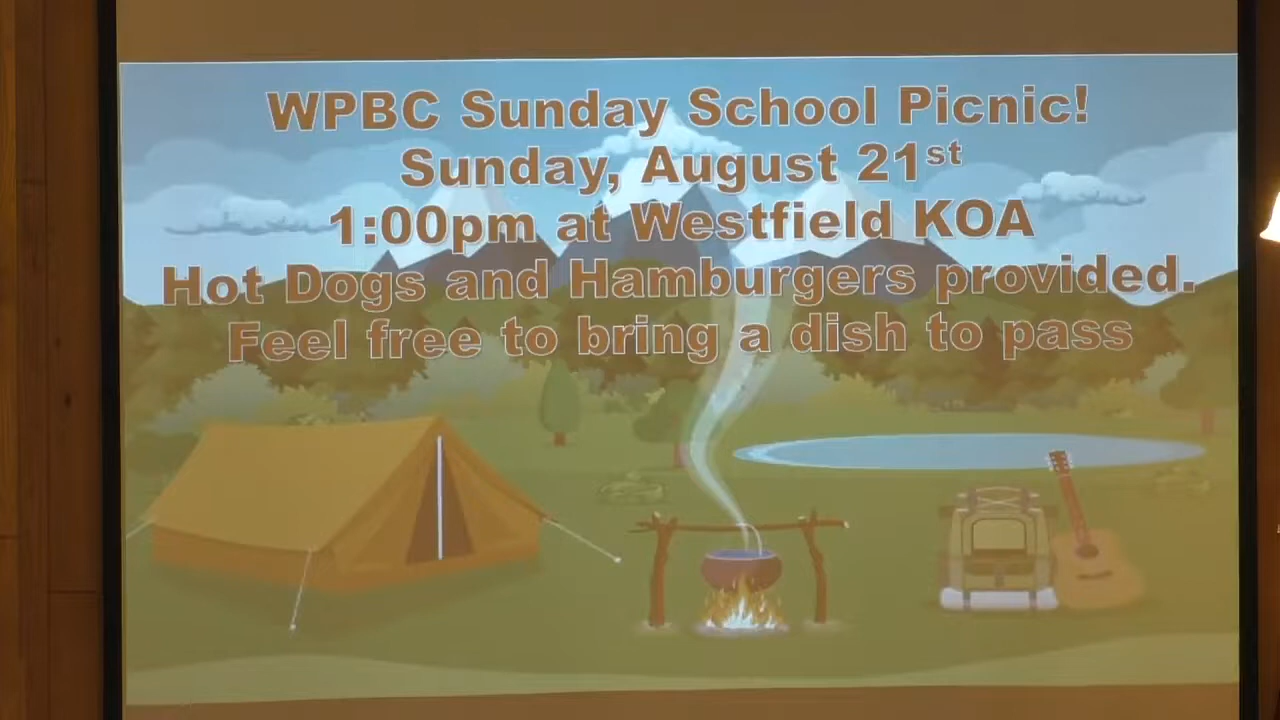 WPBC Sunday School Picnic!
Sunday, August 21st
1:00pm at Westfield KOA
Hot Dogs and Hamburgers provided.
Feel free to bring a dish to pass